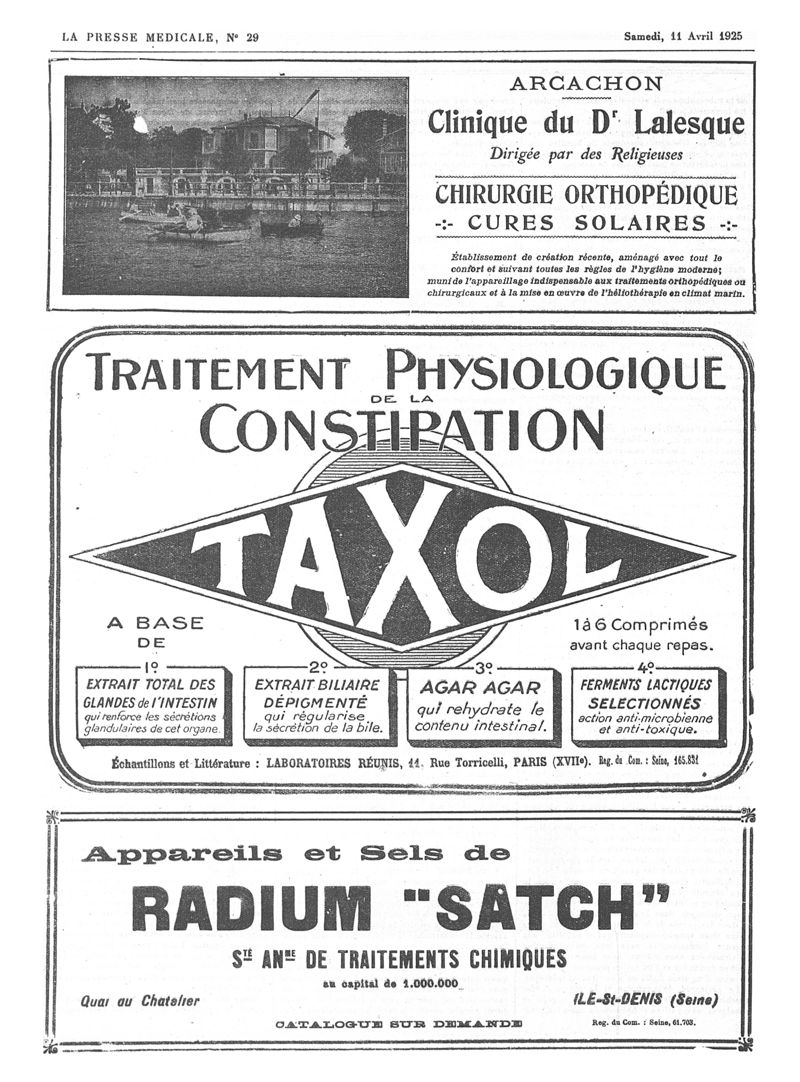 LA PRESSE MEDICALE, N° 29
Samedi, 11 Avril 1925
ARCACHON
Clinique du Dr Lalesque
Dirigée par des Religieuses
CHIRURGIE ORTHOPÉDIQUE
-:- CURES SOLAIRES -:-
Établissement de création récente, aménagé avec tout le
confort et suivant toutes les règles de l'hygiène moderne;
muni de l'appareillage indispensable aux traitements orthopédiques ou
chirurgicaux et à la mise en œuvre de l'héliothérapie en climat marin.
TRAITEMENT PHYSIOLOGIQUE
DE LA
CONSTIPATION
TAXOL
A BASE
DE
1à6 Comprimés
avant chaque repas.
1º
EXTRAIT TOTAL DES
GLANDES de l'INTESTIN
qui renforce les sécrétions
glandulaires de cet organe.
2º
EXTRAIT BILIAIRE
DÉPIGMENTÉ
qui régularise
la sécrétion de la bile.
3º
AGAR AGAR
qui rehydrate le
contenu intestinal.
4º
FERMENTS LACTIQUES
SELECTIONNÉS
action anti-microbienne
et anti-toxique.
Échantillons et Littérature : LABORATOIRES RÉUNIS, 11, Rue Torricelli, PARIS (XVIIe). Reg. du Com. : Seine, 165.831
Appareils et Sels de
RADIUM "SATCH"
STÉ ANME DE TRAITEMENTS CHIMIQUES
au capital de 1.000.000
Quai au Chatelier
ILE-St-DENIS (Seine)
CATALOGUE SUR DEMANDE
Reg. du Com. : Seine, 61.703.